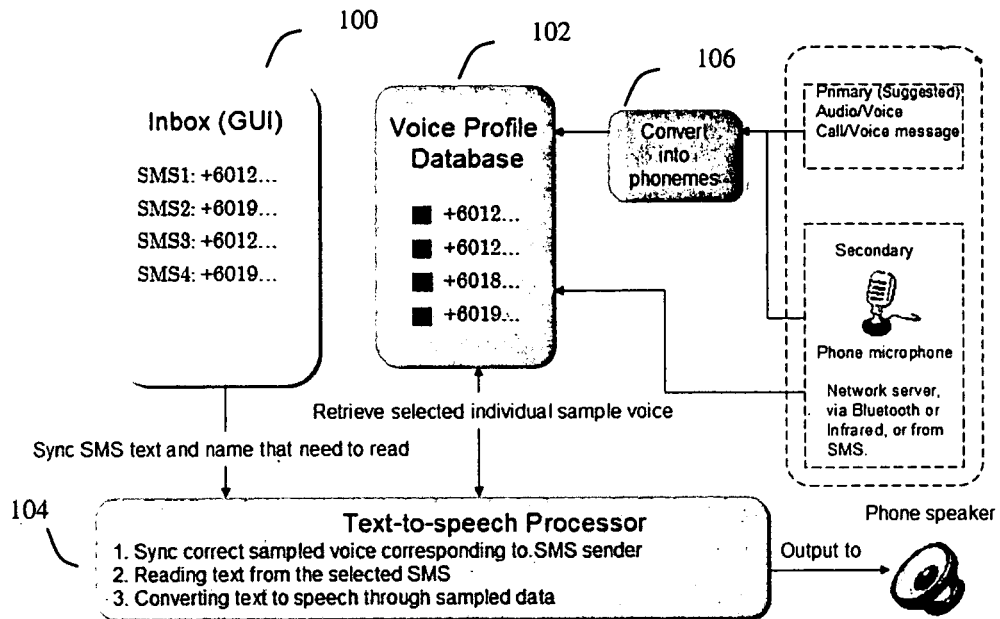 100
Inbox (GUI)
SMS1: +6012...
SMS2: +6019...
SMS3: +6012...
SMS4: +6019...
102
Voice Profile
Database
+6012...
+6012...
+6018...
+6019...
106
Convert
into
phonemes
Primary (Suggested)
Audio/Voice
Call/Voice message
Secondary
Phone microphone
Network server,
via Bluetooth or
Infrared, or from
SMS.
Retrieve selected individual sample voice
Sync SMS text and name that need to read
104
Text-to-speech Processor
1. Sync correct sampled voice corresponding to SMS sender
2. Reading text from the selected SMS
3. Converting text to speech through sampled data
Output to
Phone speaker